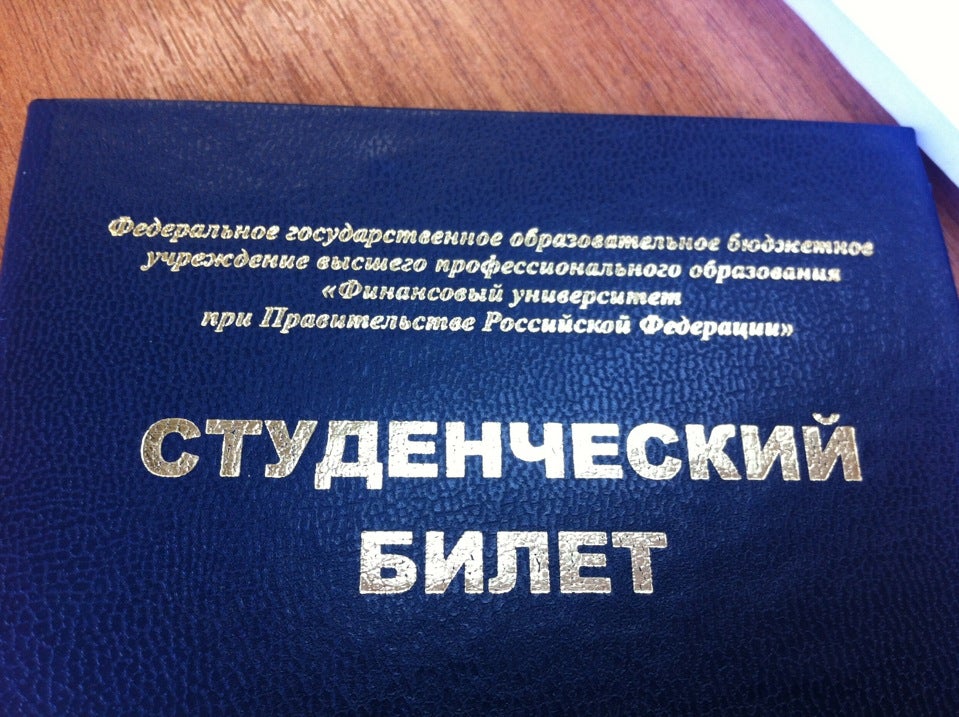 Федеральное государственное образовательное бюджетное
учреждение высшего профессионального образования
«Финансовый университет
при Правительстве Российской Федерации»
СТУДЕНЧЕСКИЙ
БИЛЕТ